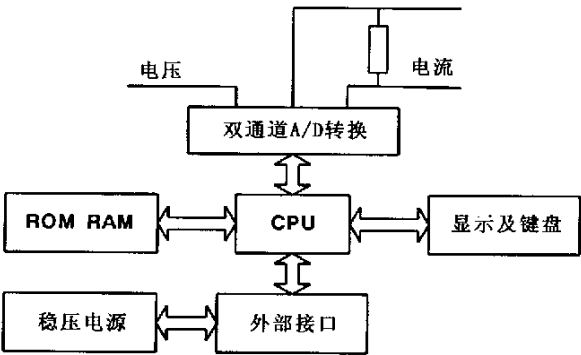 电压
电流
双通道A/D转换
ROM RAM
CPU
显示及键盘
稳压电源
外部接口